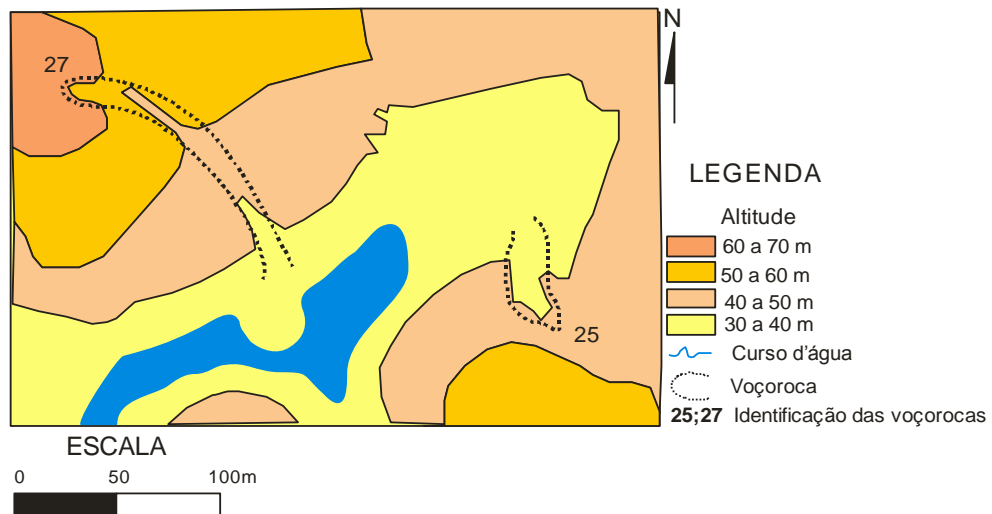 27
N
25
LEGENDA
Altitude
60 a 70 m
50 a 60 m
40 a 50 m
30 a 40 m
Curso d'água
Voçoroca
25;27 Identificação das voçorocas
ESCALA
0 50 100m